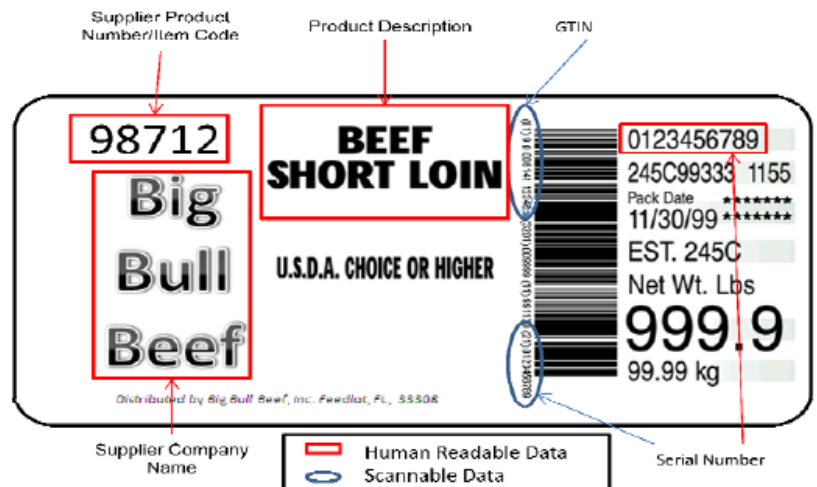 Supplier Product
Number/Item Code
Product Description
GTIN
98712
BEEF
SHORT LOIN
Big
Bull
Beef
U.S.D.A. CHOICE OR HIGHER
0123456789
245C99333 1155
Pack Date *******
11/30/99 *******
EST. 245C
Net Wt. Lbs
999.9
99.99 kg
Distributed by Big Bull Beef, Inc. Feedlot, FL, 33308
Supplier Company
Name
Human Readable Data
Scannable Data
Serial Number